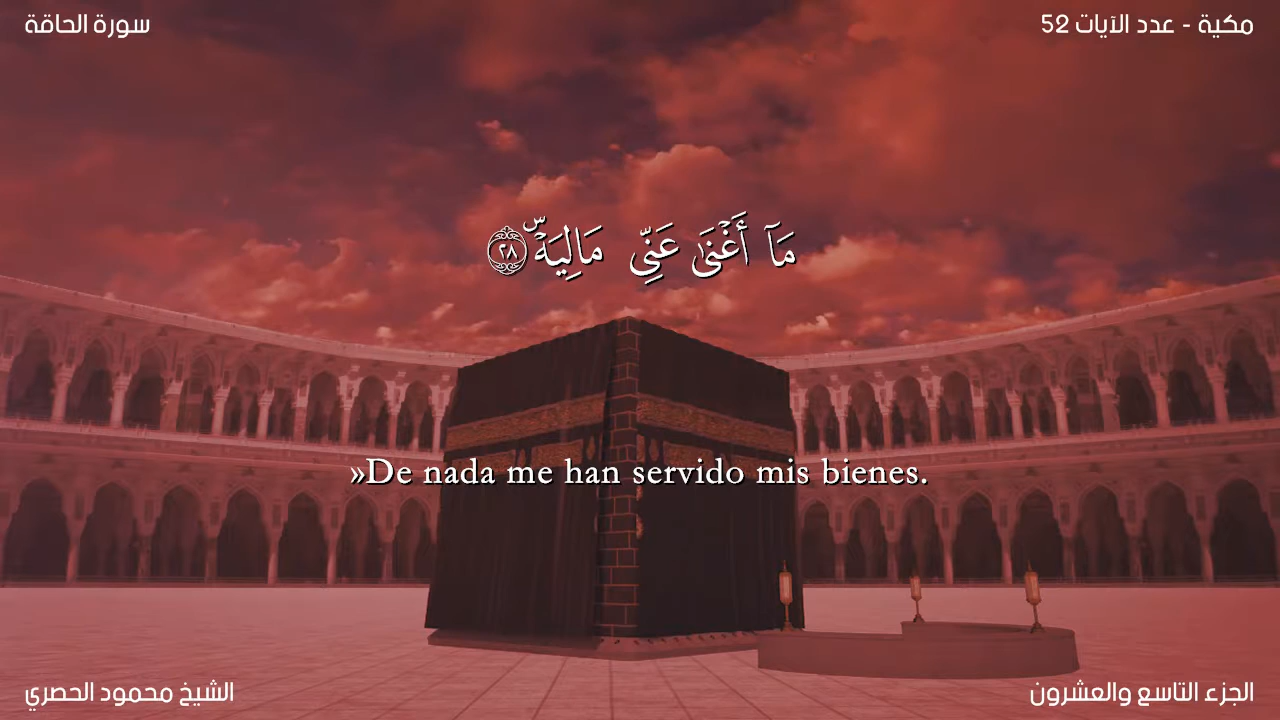 سورة الحاقة
مكية - عدد الآيات 52
مَآ أَغْنَىٰ عَنِّى مَالِيَهْۜ ٢٨
»De nada me han servido mis bienes.
الشيخ محمود الحصري
الجزء التاسع والعشرون